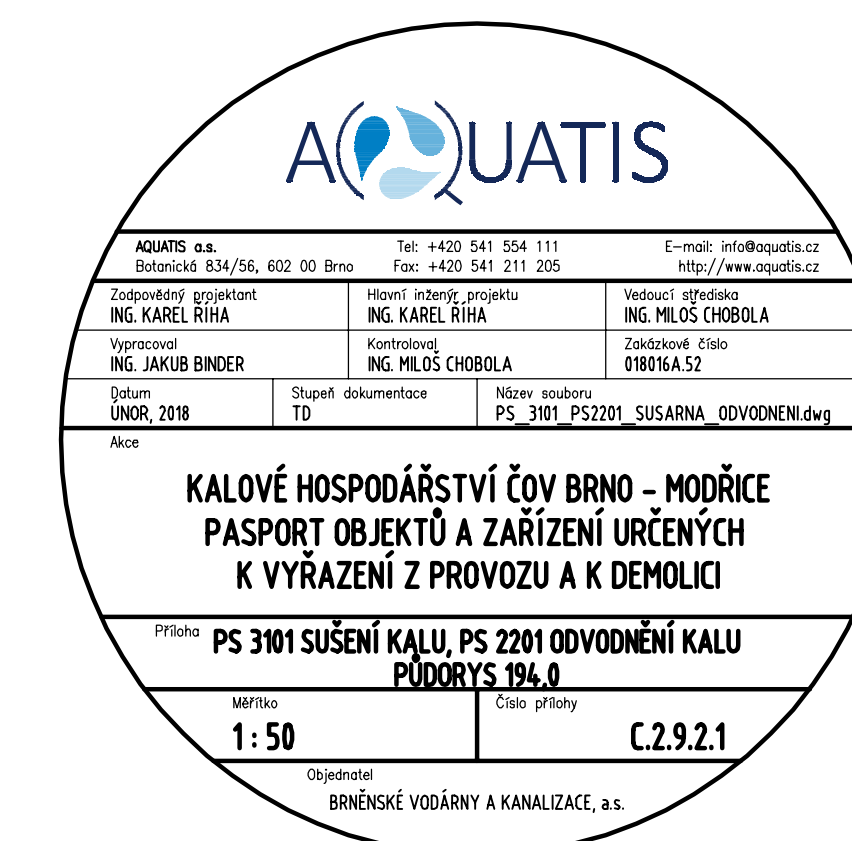 AQUATIS
AQUATIS a.s. Tel: +420 541 554 111 E-mail: info@aquatis.cz
Botanická 834/56, 602 00 Brno Fax: +420 541 211 205 http://www.aquatis.cz
Zodpovědný projektant Hlavní inženýr projektu Vedoucí střediska
ING. KAREL ŘÍHA ING. KAREL ŘÍHA ING. MILOŠ CHOBOLA
Vypracoval Kontroloval Zakázkové číslo
ING. JAKUB BINDER ING. MILOŠ CHOBOLA 018016A.52
Datum Stupeň dokumentace Název souboru
ÚNOR, 2018 TD PS_3101_PS2201_SUSARNA_ODVODNENI.dwg
Akce
KALOVÉ HOSPODÁŘSTVÍ ČOV BRNO - MODŘICE
PASPORT OBJEKTŮ A ZAŘÍZENÍ URČENÝCH
K VYŘAZENÍ Z PROVOZU A K DEMOLICI
Příloha PS 3101 SUŠENÍ KALU, PS 2201 ODVODNĚNÍ KALU
PŮDORYS 194.0
Měřítko Číslo přílohy
1 : 50 C.2.9.2.1
Objednatel
BRNĚNSKÉ VODÁRNY A KANALIZACE, a.s.